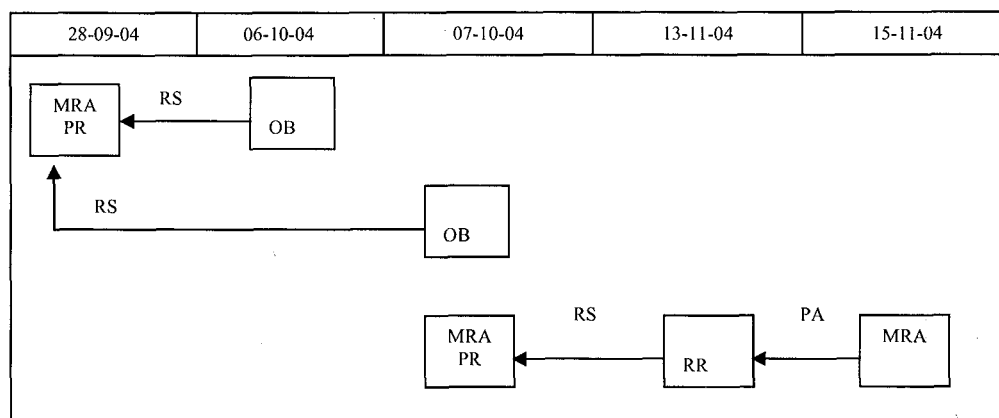 28-09-04 06-10-04 07-10-04 13-11-04 15-11-04
MRA
PR
RS
OB
RS
OB
MRA
PR
RS
RR
PA
MRA